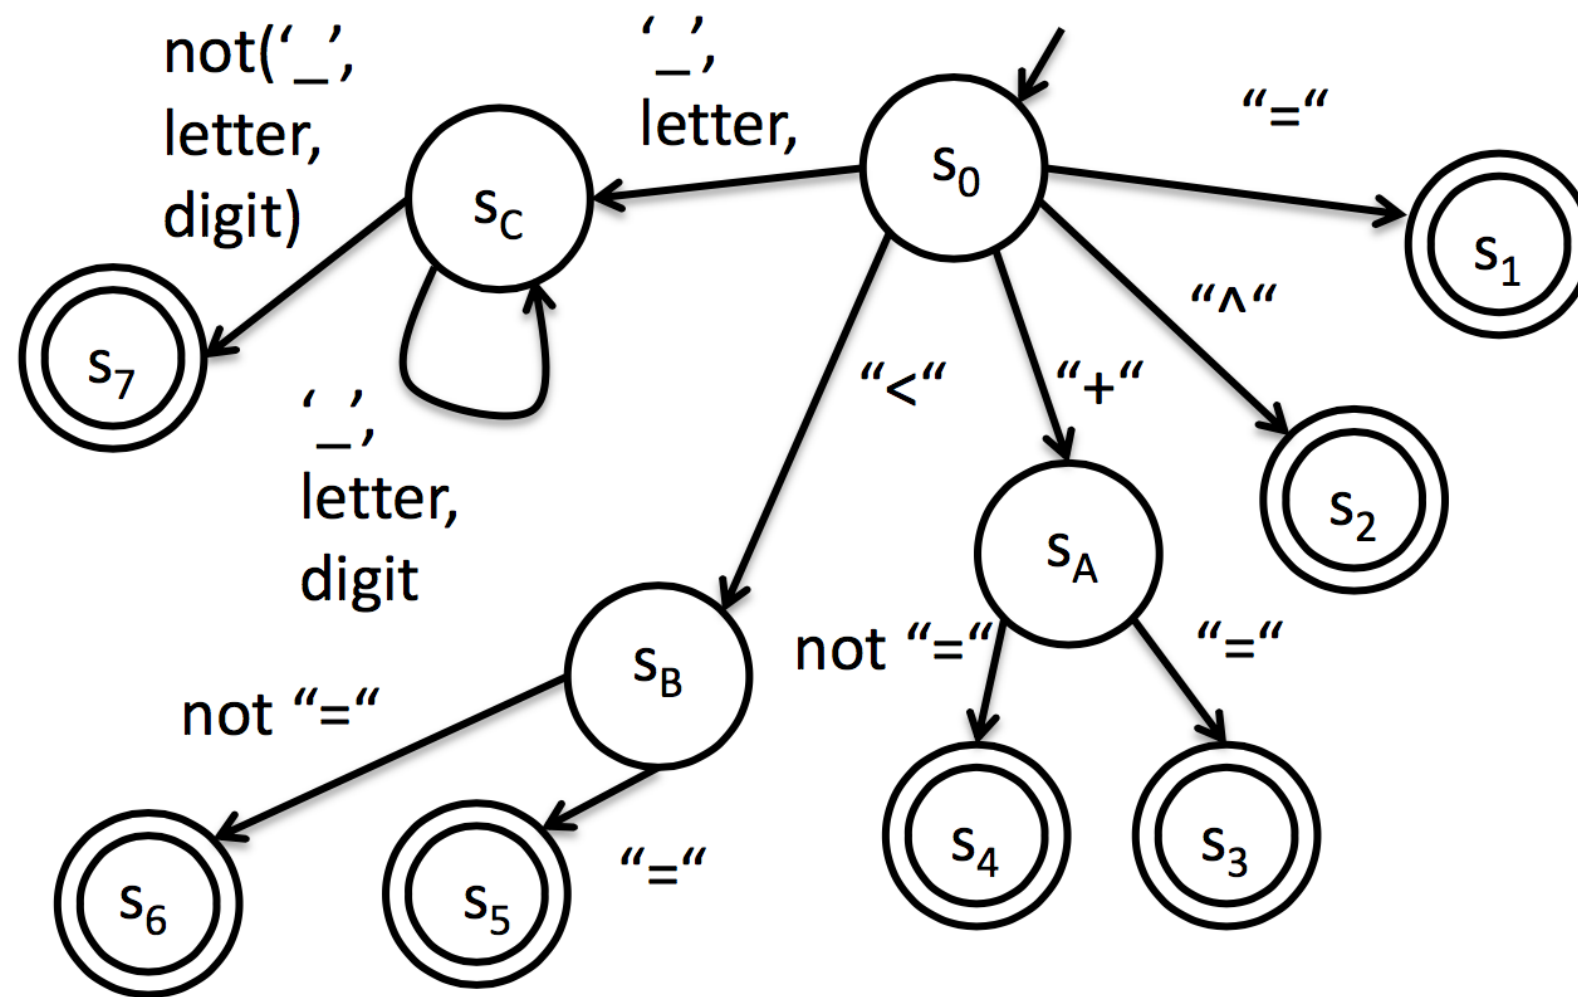 not(‘_’,
letter,
digit)
‘_’,
letter,
s0
“=“
sC
s1
“^“
s7
‘_’,
letter,
digit
“<“
“+“
s2
sA
not “=“
“=“
sB
not “=“
s4
s3
“=“
s6
s5